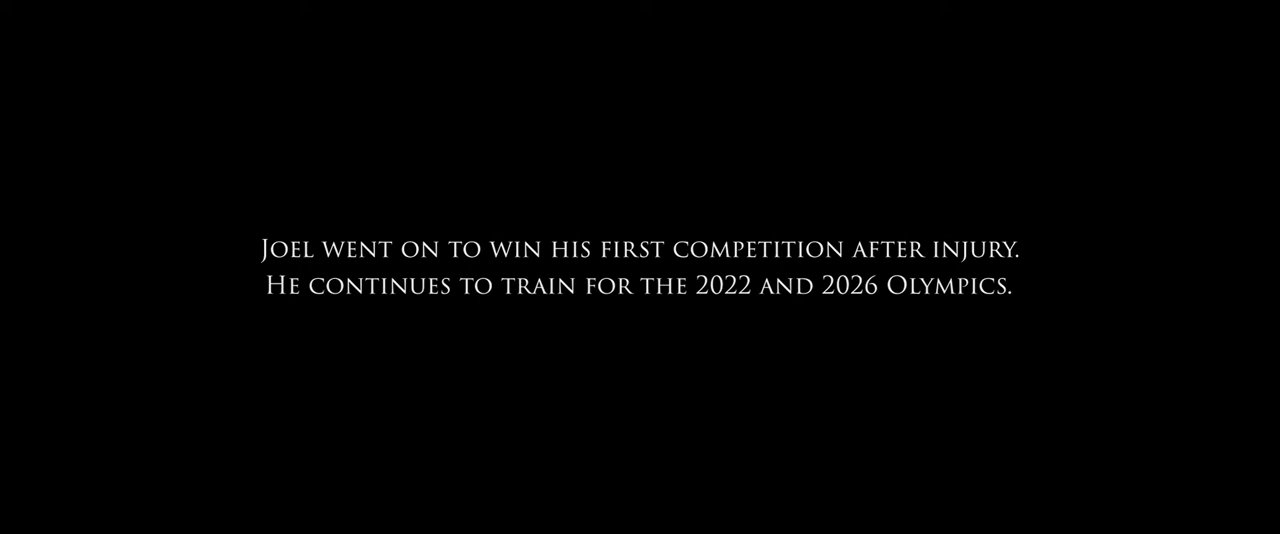 Joel went on to win his first competition after injury.
He continues to train for the 2022 and 2026 Olympics.